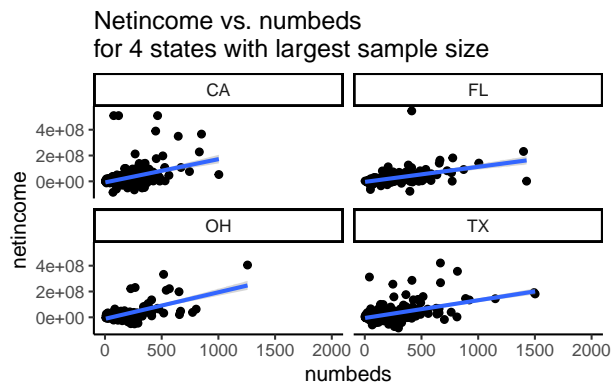 Netincome vs. numbeds
for 4 states with largest sample size
CA
FL
4e+08
2e+08
0e+00
OH
TX
4e+08
2e+08
0e+00
netincome
0 500 1000 1500 2000 0 500 1000 1500 2000
numbeds